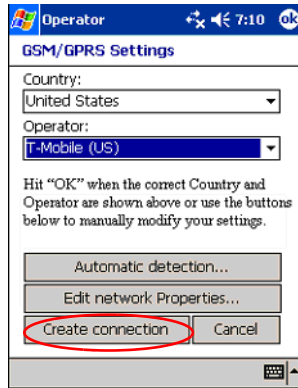 Operator 7:10 ok
GSM/GPRS Settings
Country:
United States
Operator:
T-Mobile (US)
Hit “OK” when the correct Country and
Operator are shown above or use the buttons
below to manually modify your settings.
Automatic detection...
Edit network Properties...
Create connection Cancel